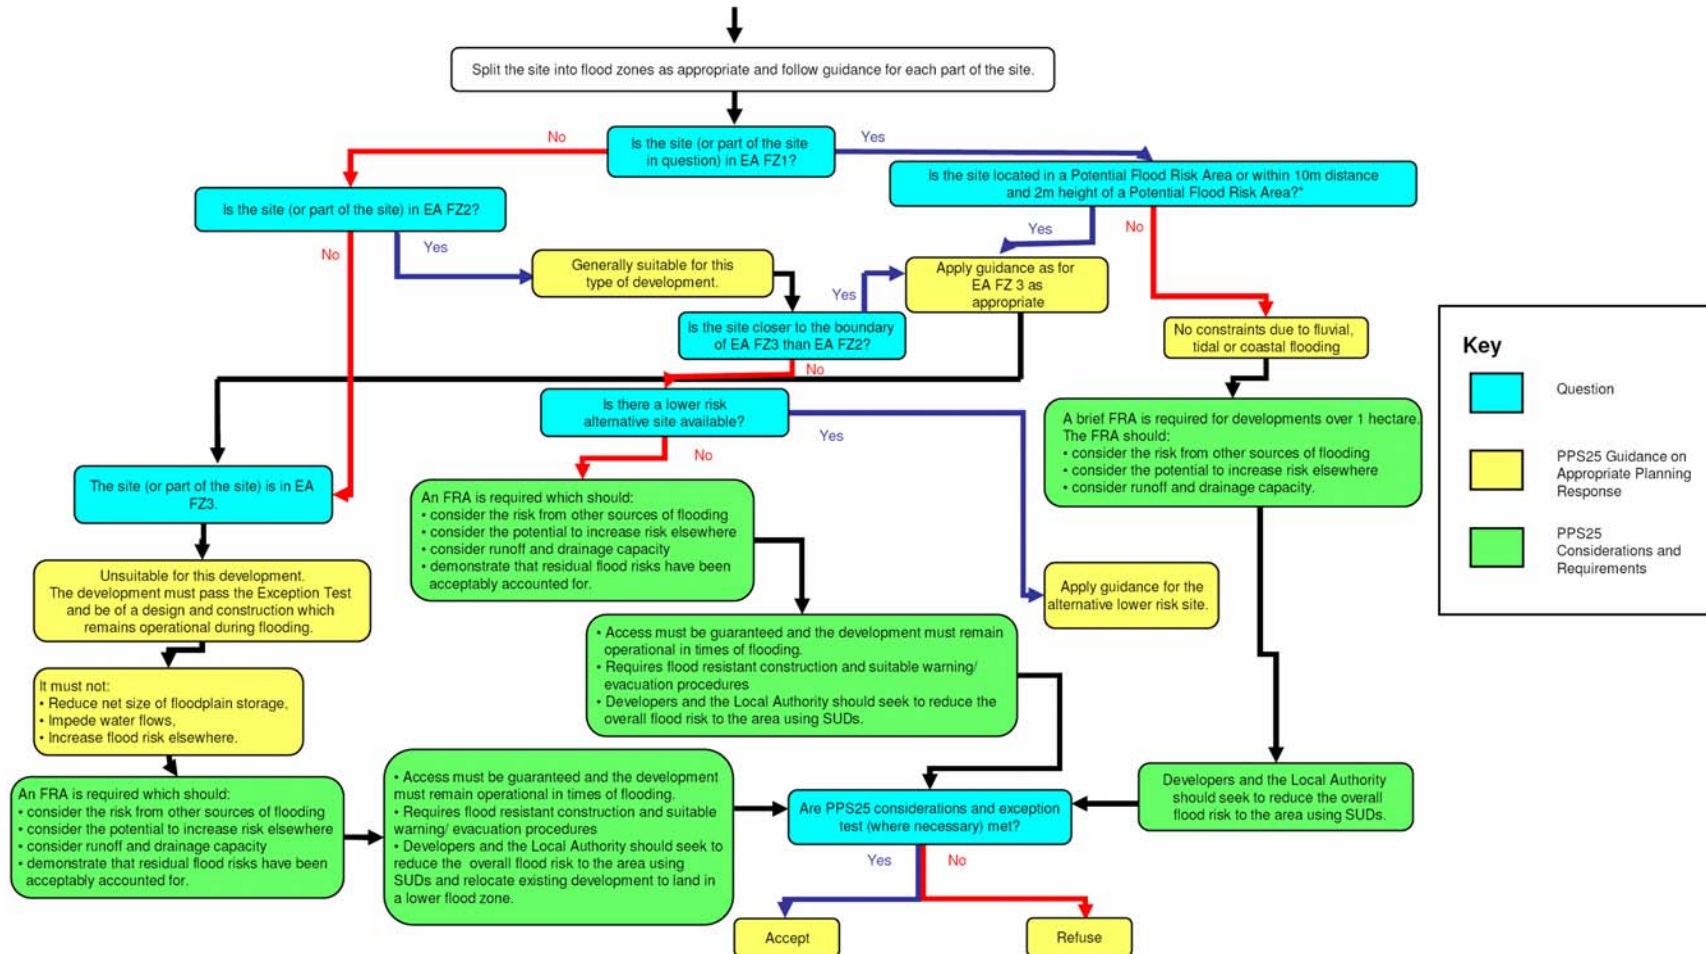 Split the site into flood zones as appropriate and follow guidance for each part of the site.
No
Is the site (or part of the site
in question) in EA FZ1?
Yes
Is the site located in a Potential Flood Risk Area or within 10m distance
and 2m height of a Potential Flood Risk Area?*
Is the site (or part of the site) in EA FZ2?
No
Yes
Yes
No
Generally suitable for this
type of development.
Yes
Apply guidance as for
EA FZ 3 as
appropriate
Is the site closer to the boundary
of EA FZ3 than EA FZ2?
No
No constraints due to fluvial,
tidal or coastal flooding
Is there a lower risk
alternative site available?
Yes
No
A brief FRA is required for developments over 1 hectare.
The FRA should:
• consider the risk from other sources of flooding
• consider the potential to increase risk elsewhere
• consider runoff and drainage capacity.
The site (or part of the site) is in EA
FZ3.
An FRA is required which should:
• consider the risk from other sources of flooding
• consider the potential to increase risk elsewhere
• consider runoff and drainage capacity
• demonstrate that residual flood risks have been
acceptably accounted for.
Unsuitable for this development.
The development must pass the Exception Test
and be of a design and construction which
remains operational during flooding.
Apply guidance for the
alternative lower risk site.
• Access must be guaranteed and the development must remain
operational in times of flooding.
• Requires flood resistant construction and suitable warning/
evacuation procedures
• Developers and the Local Authority should seek to reduce the
overall flood risk to the area using SUDs.
It must not:
• Reduce net size of floodplain storage,
• Impede water flows,
• Increase flood risk elsewhere.
An FRA is required which should:
• consider the risk from other sources of flooding
• consider the potential to increase risk elsewhere
• consider runoff and drainage capacity
• demonstrate that residual flood risks have been
acceptably accounted for.
• Access must be guaranteed and the development
must remain operational in times of flooding.
• Requires flood resistant construction and suitable
warning/ evacuation procedures
• Developers and the Local Authority should seek to
reduce the overall flood risk to the area using
SUDs and relocate existing development to land in
a lower flood zone.
Are PPS25 considerations and exception
test (where necessary) met?
Developers and the Local Authority
should seek to reduce the overall
flood risk to the area using SUDs.
Yes
No
Accept
Refuse
Key
Question
PPS25 Guidance on
Appropriate Planning
Response
PPS25
Considerations and
Requirements